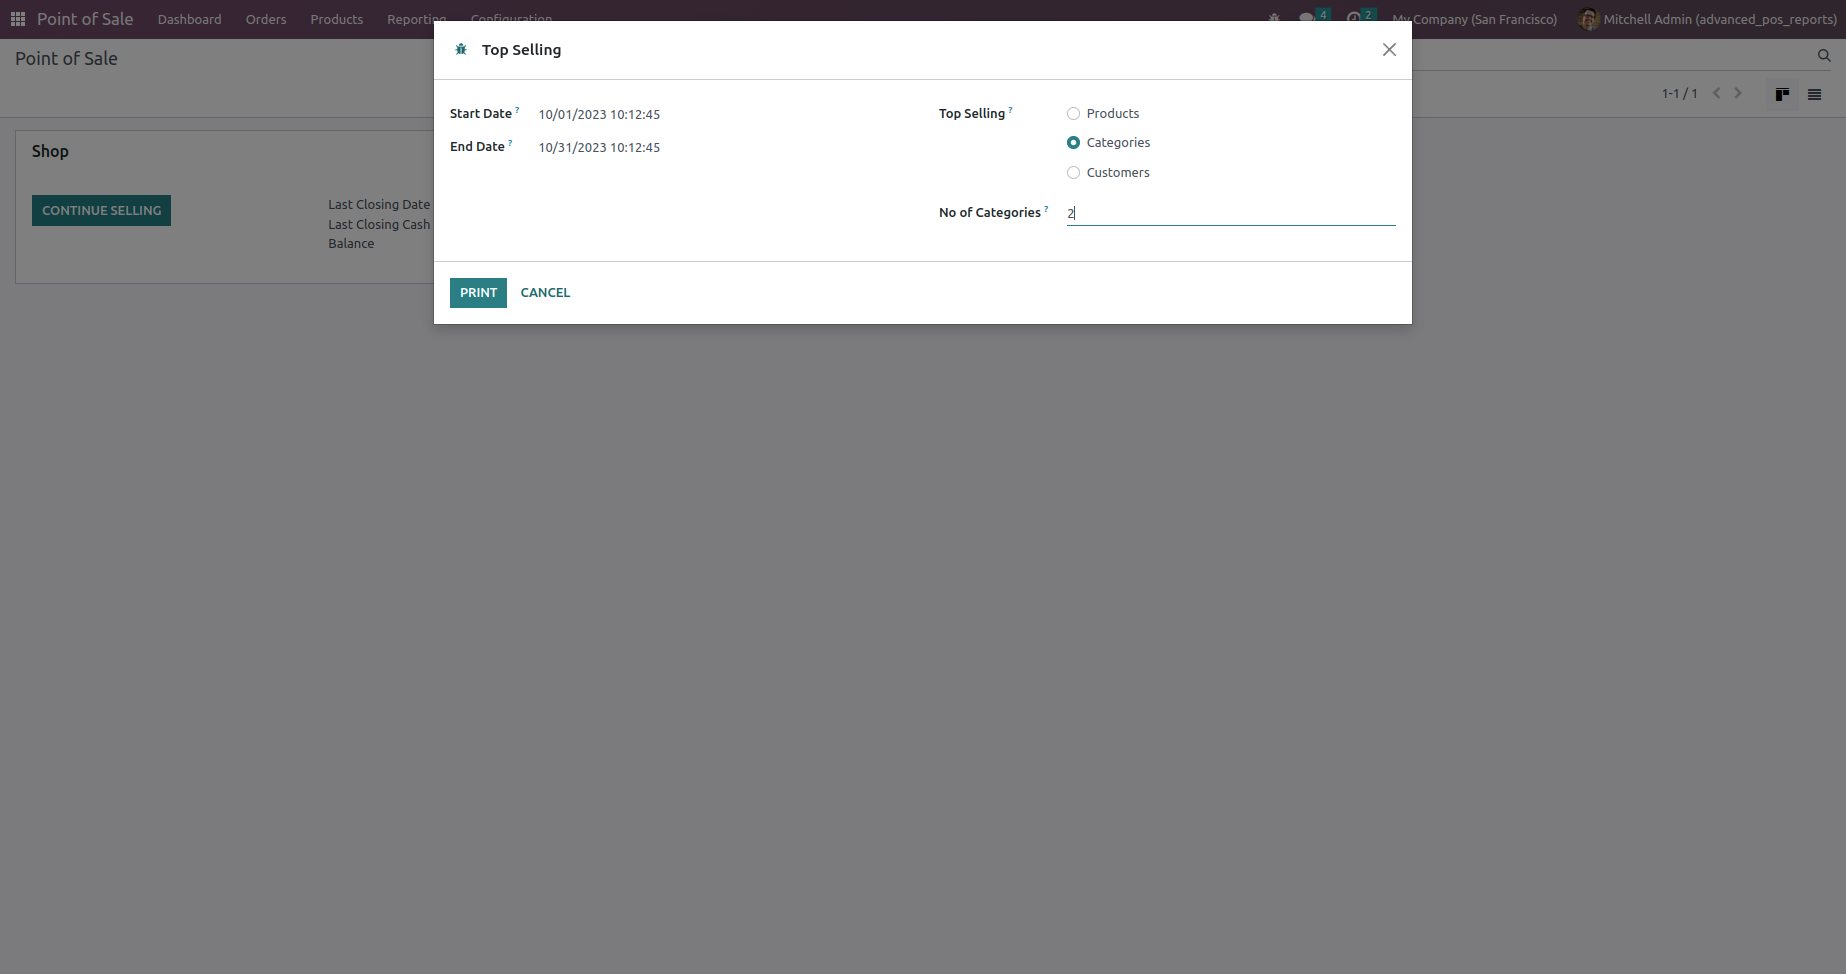 Point of Sale Dashboard Orders Products Reporting Configuration 4 2 My Company (San Francisco) Mitchell Admin (advanced_pos_reports)
Point of Sale
1-1 / 1
Shop
CONTINUE SELLING
Last Closing Date
Last Closing Cash
Balance
Top Selling
Start Date ? 10/01/2023 10:12:45
End Date ? 10/31/2023 10:12:45
Top Selling ?
Products
Categories
Customers
No of Categories ? 2
PRINT CANCEL